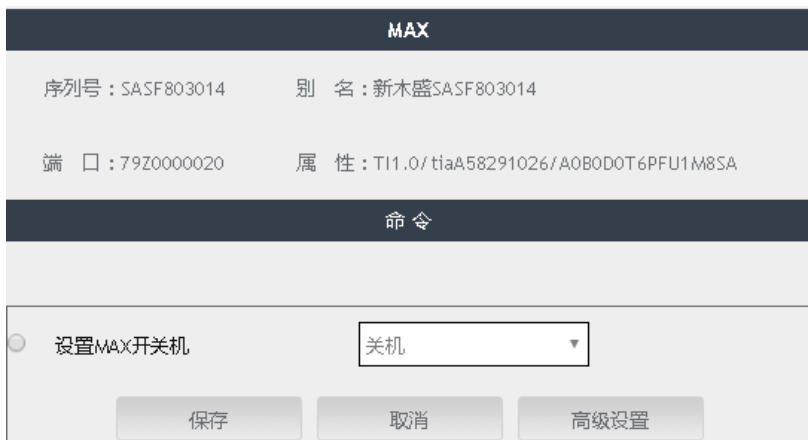 MAX
序列号：SASF803014 别 名：新木盛SASF803014
端 口：79Z0000020 属 性：TI1.0/tiaA58291026/A0B0D0T6PFU1M8SA
命令
设置MAX开关机 关机
保存 取消 高级设置